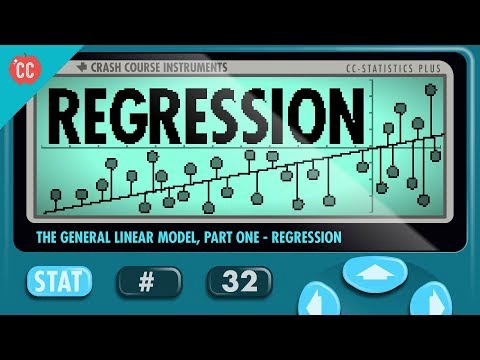 CC
CRASH COURSE INSTRUMENTS
CC-STATISTICS PLUS
REGRESSION
THE GENERAL LINEAR MODEL, PART ONE - REGRESSION
STAT
#
32